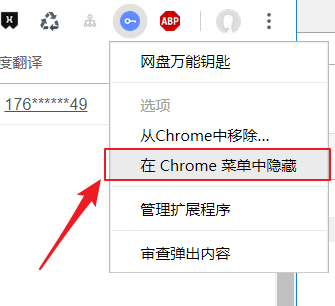 ABP
度翻译
176******49
网盘万能钥匙
选项
从Chrome中移除...
在 Chrome 菜单中隐藏
管理扩展程序
审查弹出内容